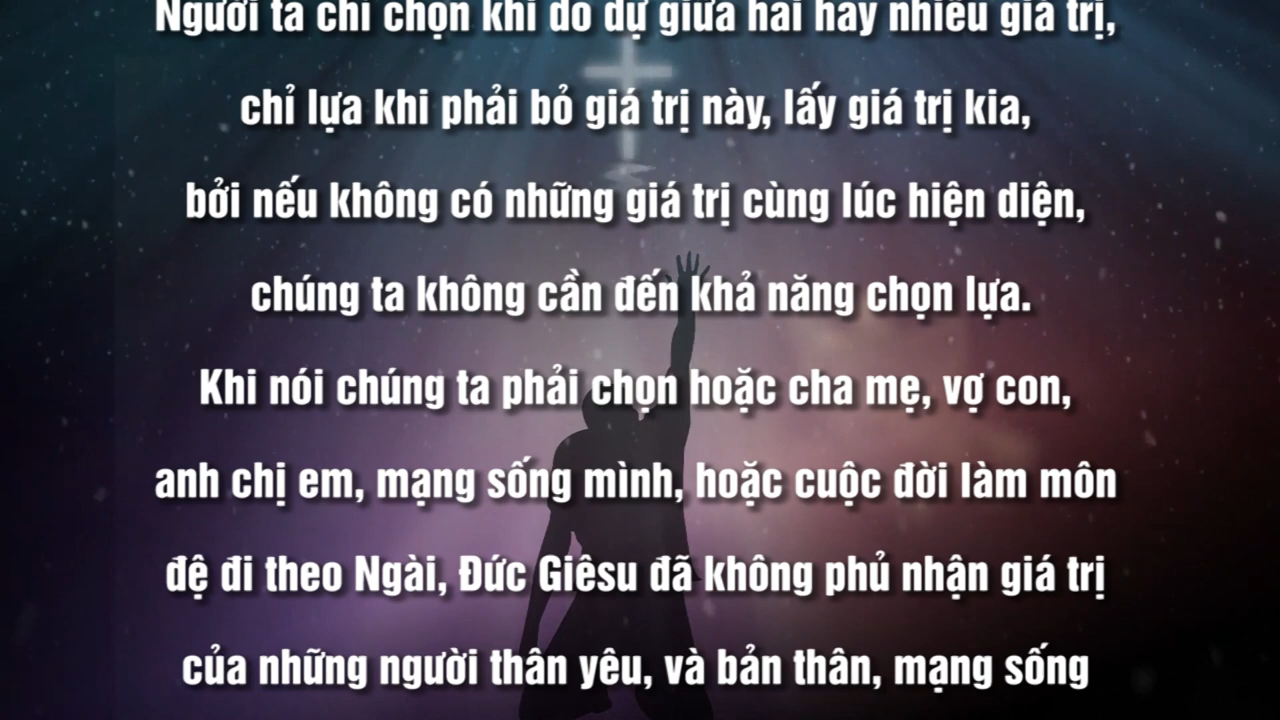 Người ta chỉ chọn khi do dự giữa hai hay nhiều giá trị,
chỉ lựa khi phải bỏ giá trị này, lấy giá trị kia,
bởi nếu không có những giá trị cùng lúc hiện diện,
chúng ta không cần đến khả năng chọn lựa.
Khi nói chúng ta phải chọn hoặc cha mẹ, vợ con,
anh chị em, mạng sống mình, hoặc cuộc đời làm môn
đệ đi theo Ngài, Đức Giêsu đã không phủ nhận giá trị
của những người thân yêu, và bản thân, mạng sống